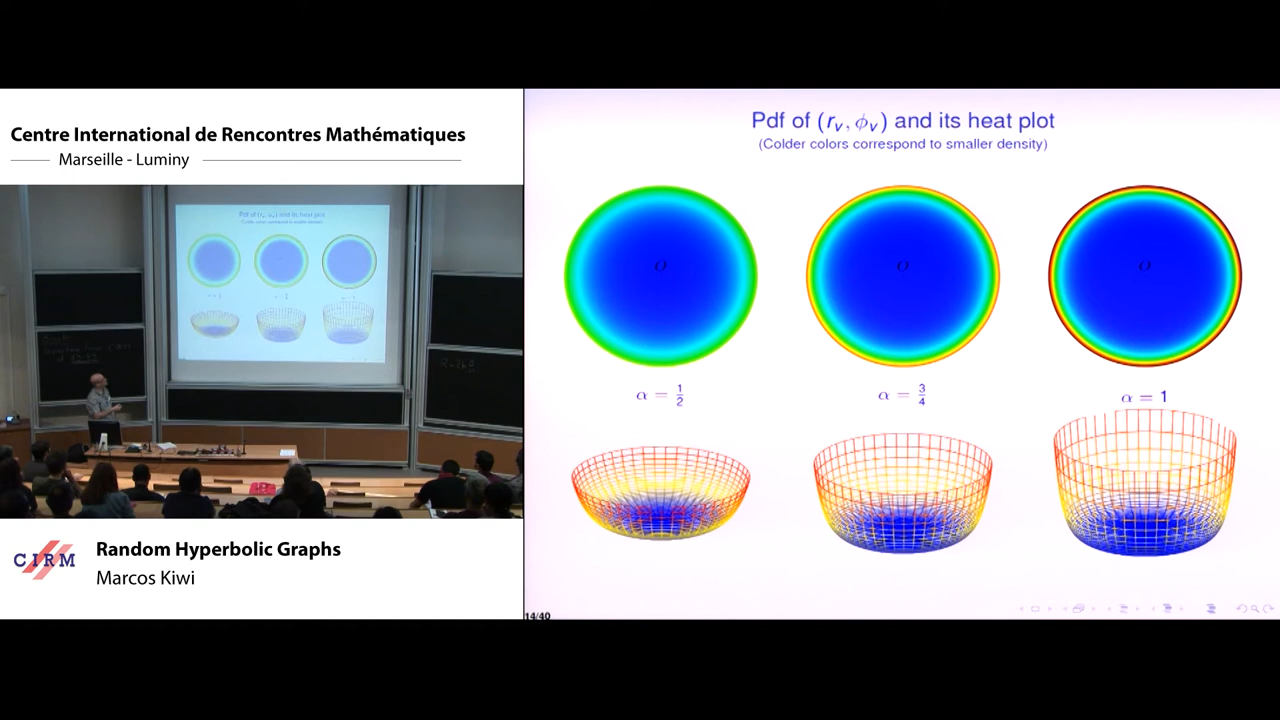 Centre International de Rencontres Mathématiques
Marseille - Luminy
CIRM
Random Hyperbolic Graphs
Marcos Kiwi
Pdf of (r_v, ϕ_v) and its heat plot
(Colder colors correspond to smaller density)
O O O
α = 1/2 α = 3/4 α = 1
14/40